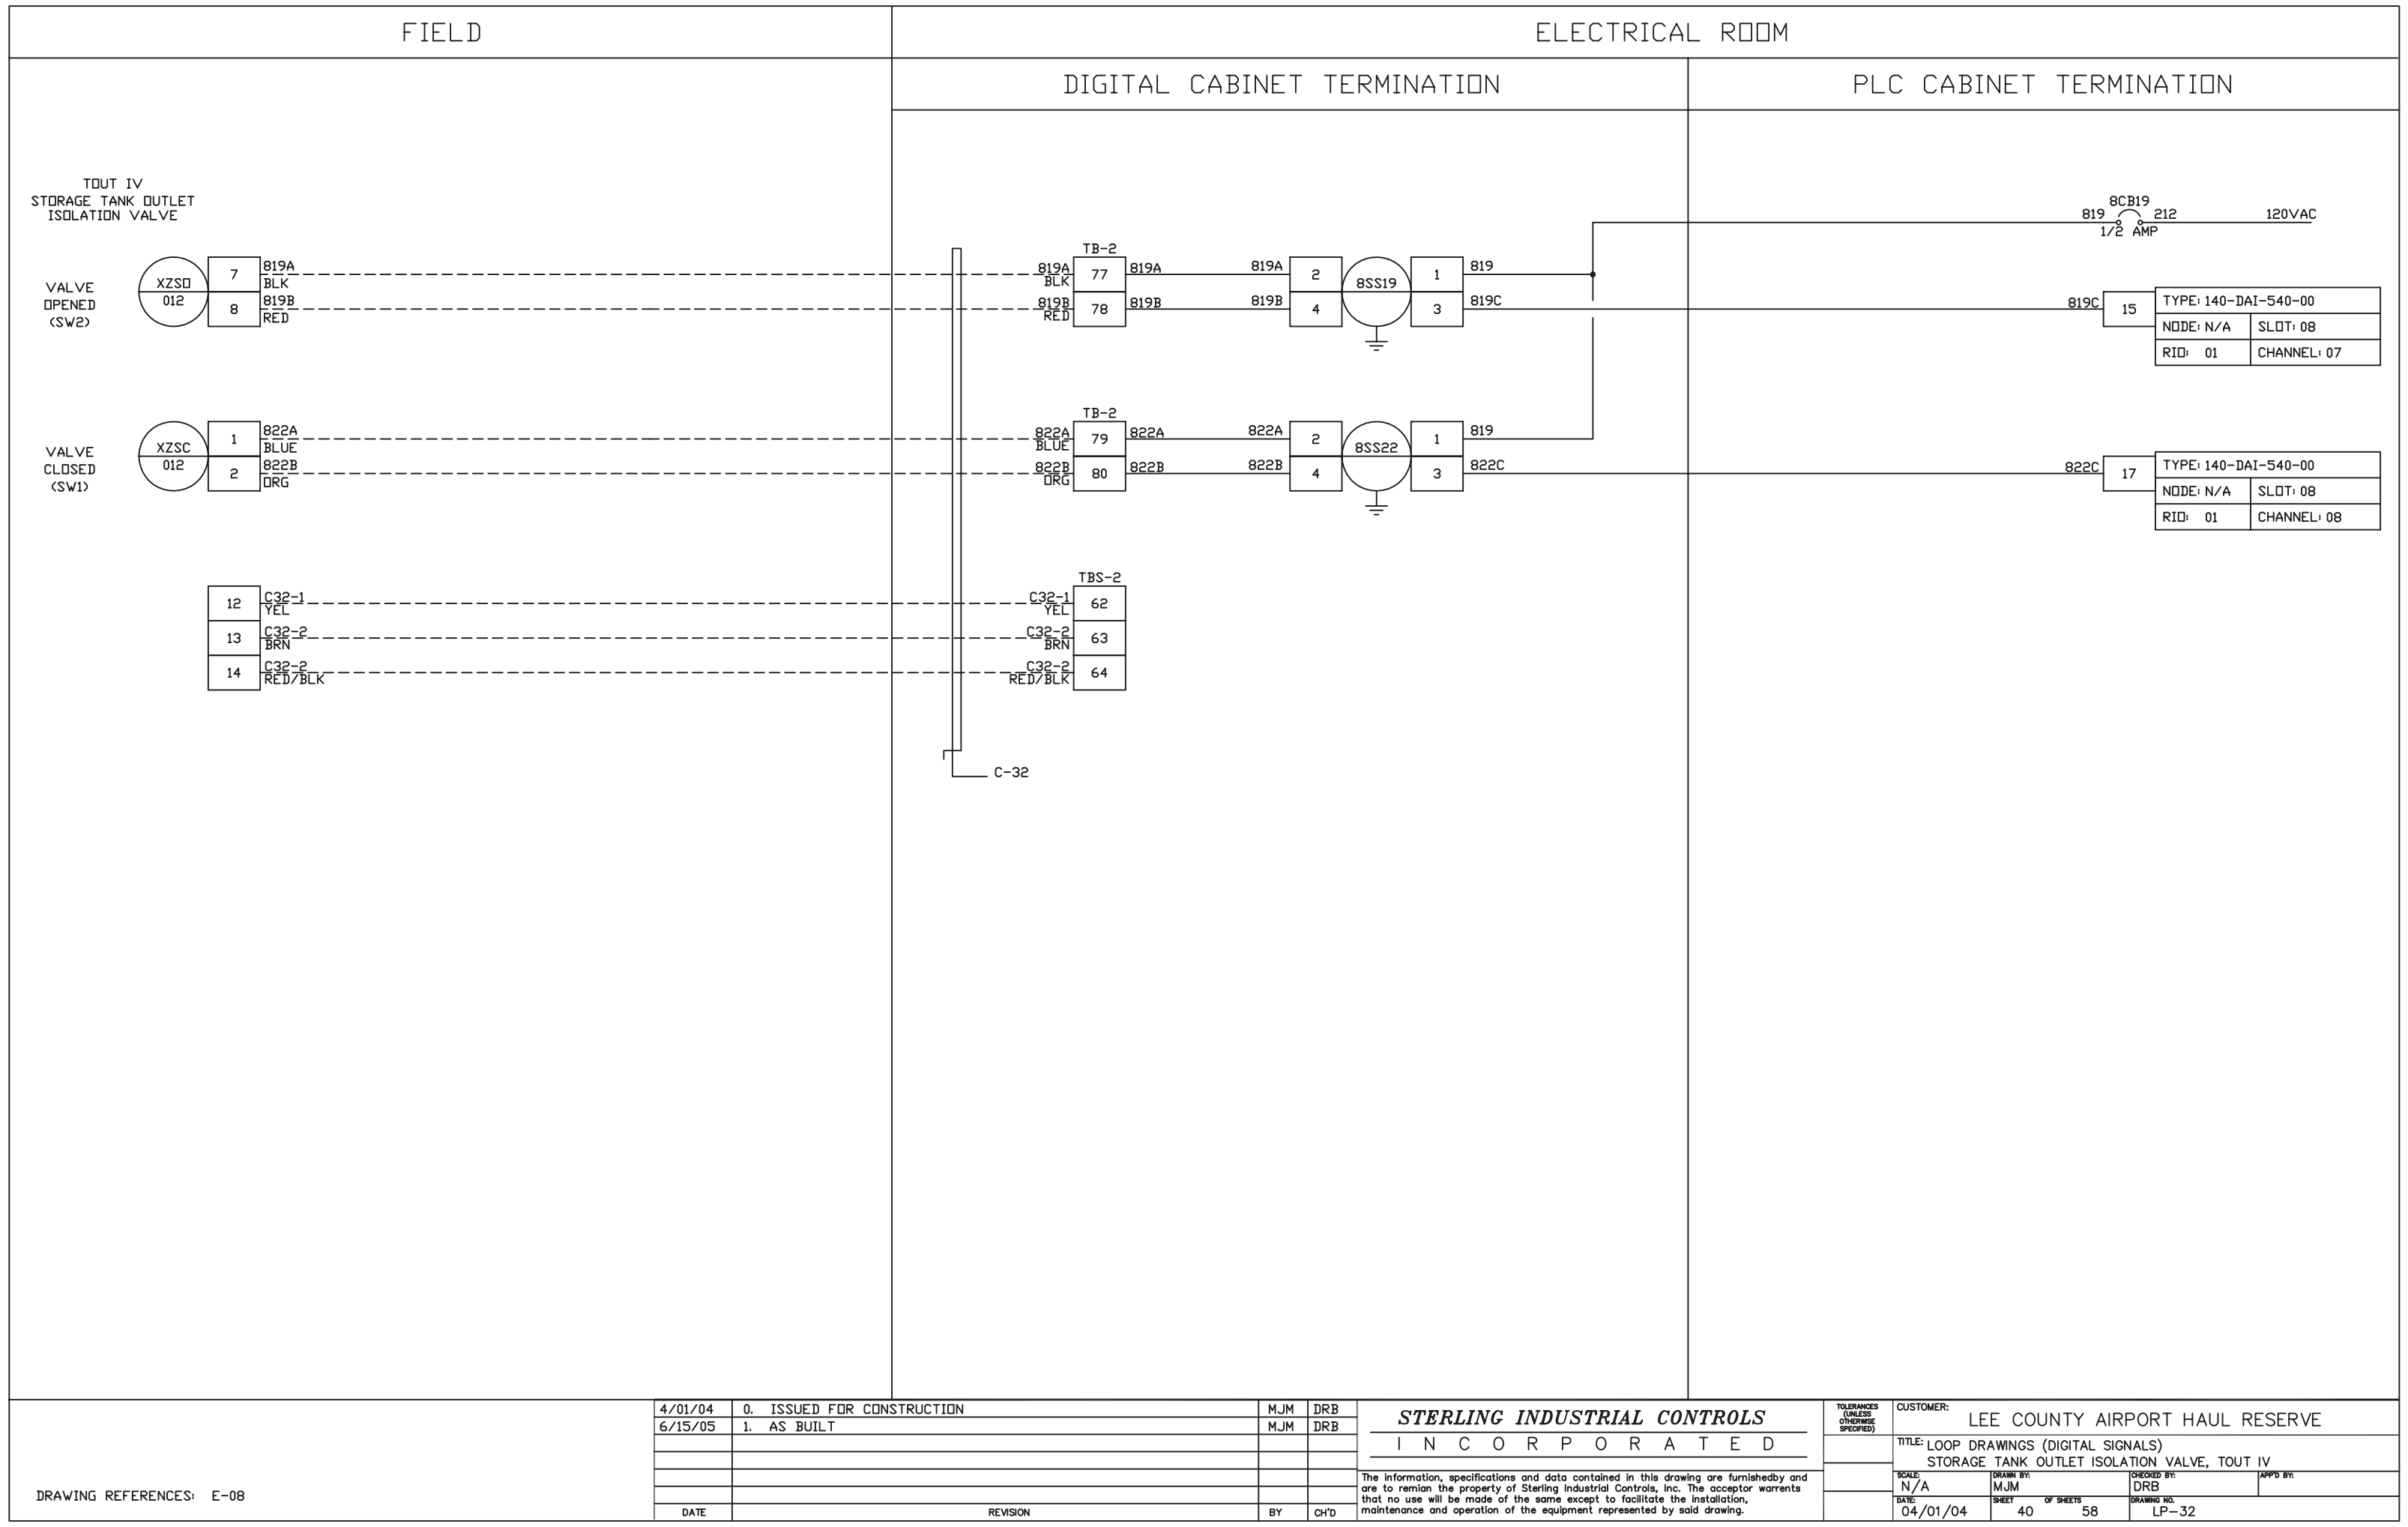 FIELD
ELECTRICAL ROOM
DIGITAL CABINET TERMINATION
PLC CABINET TERMINATION
TOUT IV
STORAGE TANK OUTLET
ISOLATION VALVE
8CB19
819 212 120VAC
1/2 AMP
VALVE
OPENED
(SW2)
XZSO
012
7
8
819A
BLK
819B
RED
819A
BLK
819B
RED
TB-2
77
78
819A
819B
819A
819B
2
4
8SS19
1
3
819
819C
819C
15
TYPE: 140-DAI-540-00
NODE: N/A SLOT: 08
RIO: 01 CHANNEL: 07
VALVE
CLOSED
(SW1)
XZSC
012
1
2
822A
BLUE
822B
ORG
822A
BLUE
822B
ORG
TB-2
79
80
822A
822B
822A
822B
2
4
8SS22
1
3
819
822C
822C
17
TYPE: 140-DAI-540-00
NODE: N/A SLOT: 08
RIO: 01 CHANNEL: 08
12
13
14
C32-1
YEL
C32-2
BRN
C32-2
RED/BLK
C32-1
YEL
C32-2
BRN
C32-2
RED/BLK
TBS-2
62
63
64
C-32
DRAWING REFERENCES: E-08
4/01/04 0. ISSUED FOR CONSTRUCTION MJM DRB
6/15/05 1. AS BUILT MJM DRB
DATE REVISION BY CH'D
STERLING INDUSTRIAL CONTROLS
INCORPORATED
The information, specifications and data contained in this drawing are furnishedby and
are to remian the property of Sterling Industrial Controls, Inc. The acceptor warrents
that no use will be made of the same except to facilitate the installation,
maintenance and operation of the equipment represented by said drawing.
TOLERANCES
(UNLESS
OTHERWISE
SPECIFIED)
CUSTOMER:
LEE COUNTY AIRPORT HAUL RESERVE
TITLE: LOOP DRAWINGS (DIGITAL SIGNALS)
STORAGE TANK OUTLET ISOLATION VALVE, TOUT IV
SCALE: DRAWN BY: CHECKED BY: APP'D BY:
N/A MJM DRB
DATE: SHEET OF SHEETS DRAWING NO.
04/01/04 40 58 LP-32